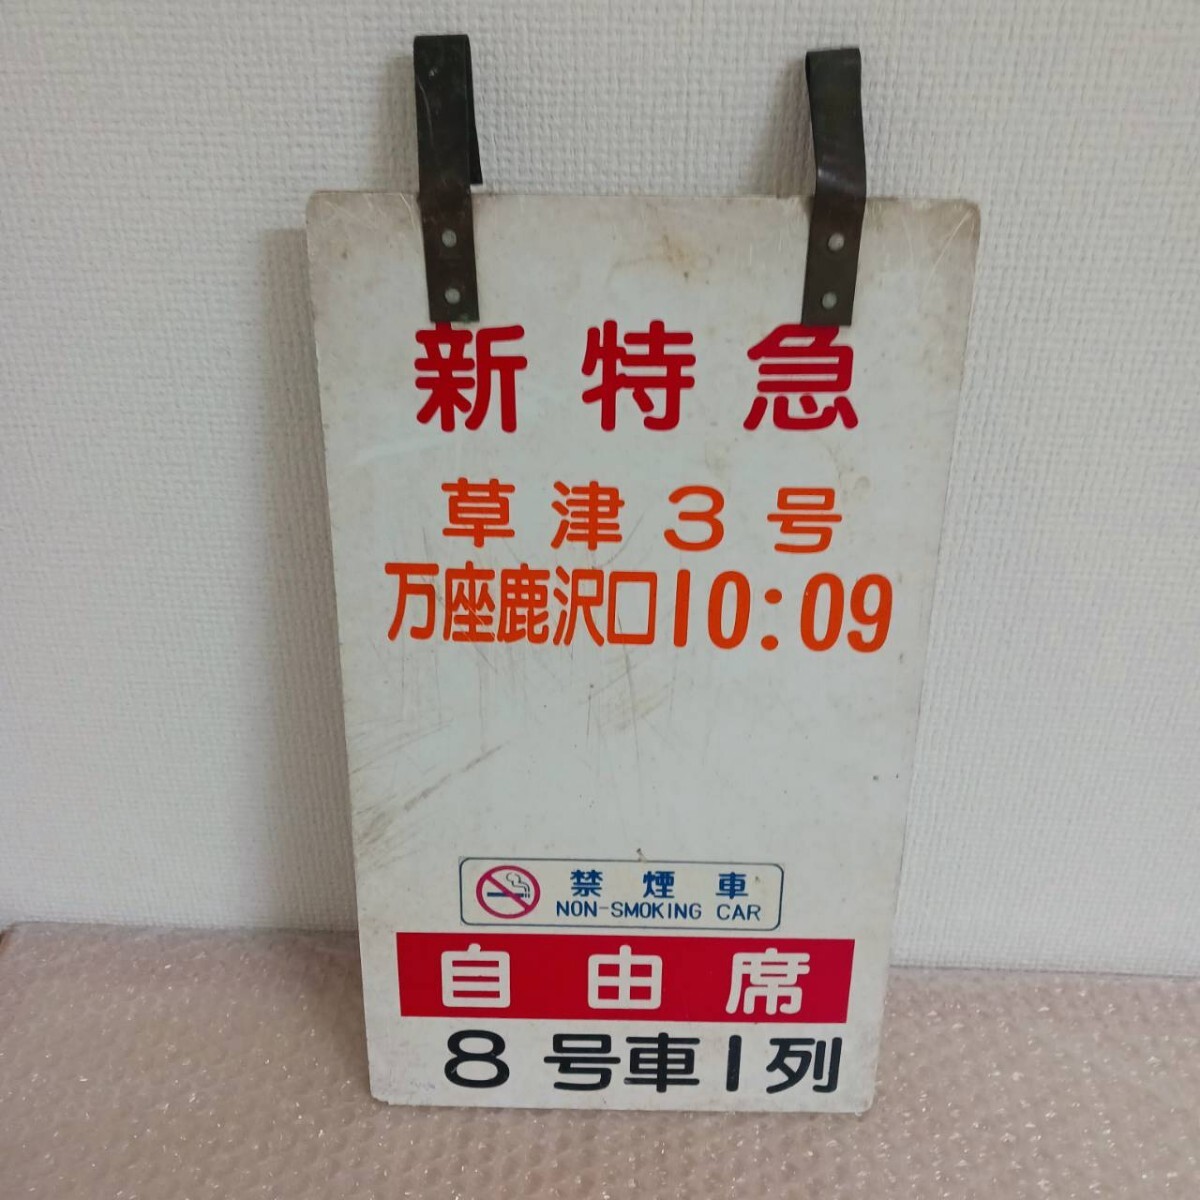 新特急
草津3号
万座鹿沢口10:09
禁煙車
NON-SMOKING CAR
自由席
8号車1列